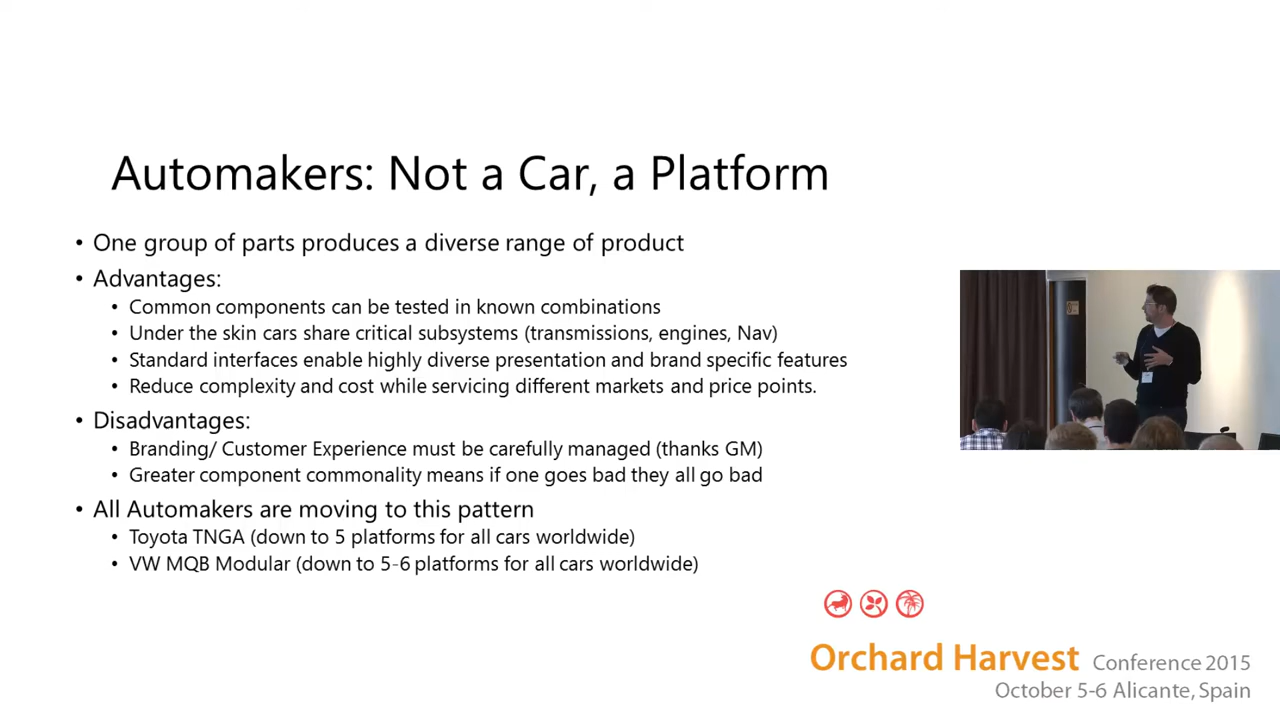 Automakers: Not a Car, a Platform
• One group of parts produces a diverse range of product
• Advantages:
• Common components can be tested in known combinations
• Under the skin cars share critical subsystems (transmissions, engines, Nav)
• Standard interfaces enable highly diverse presentation and brand specific features
• Reduce complexity and cost while servicing different markets and price points.
• Disadvantages:
• Branding/ Customer Experience must be carefully managed (thanks GM)
• Greater component commonality means if one goes bad they all go bad
• All Automakers are moving to this pattern
• Toyota TNGA (down to 5 platforms for all cars worldwide)
• VW MQB Modular (down to 5-6 platforms for all cars worldwide)
Orchard Harvest Conference 2015
October 5-6 Alicante, Spain